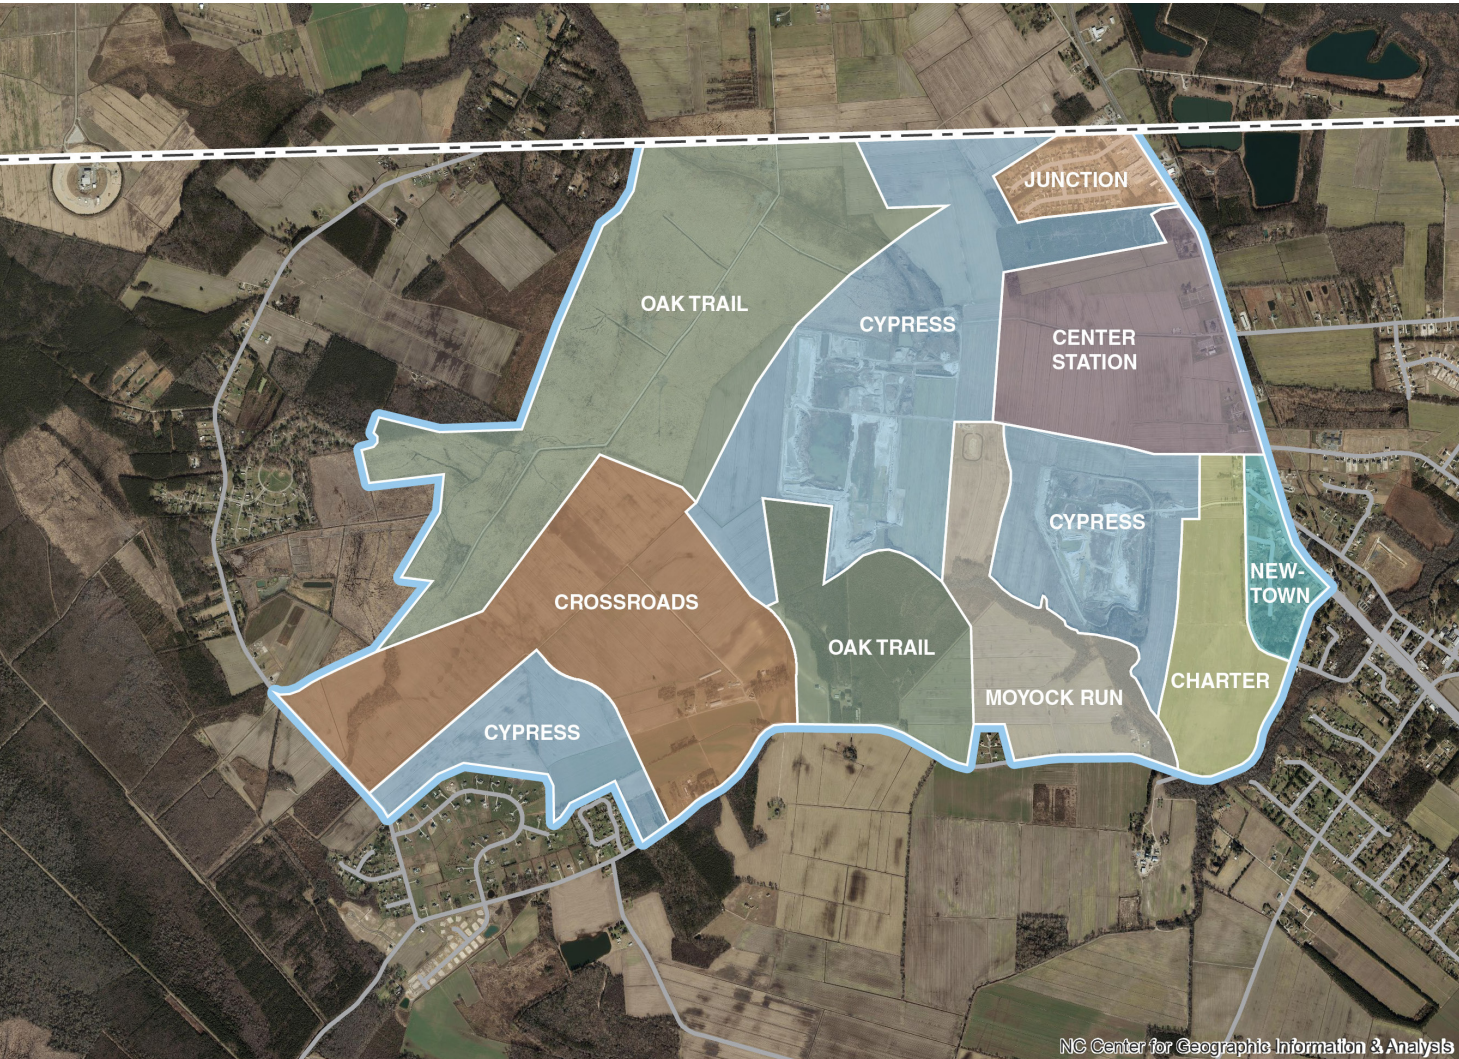 JUNCTION
OAK TRAIL
CYPRESS
CENTER
STATION
CYPRESS
NEW-
TOWN
CROSSROADS
OAK TRAIL
CHARTER
MOYOCK RUN
CYPRESS
NC Center for Geographic Information & Analysis